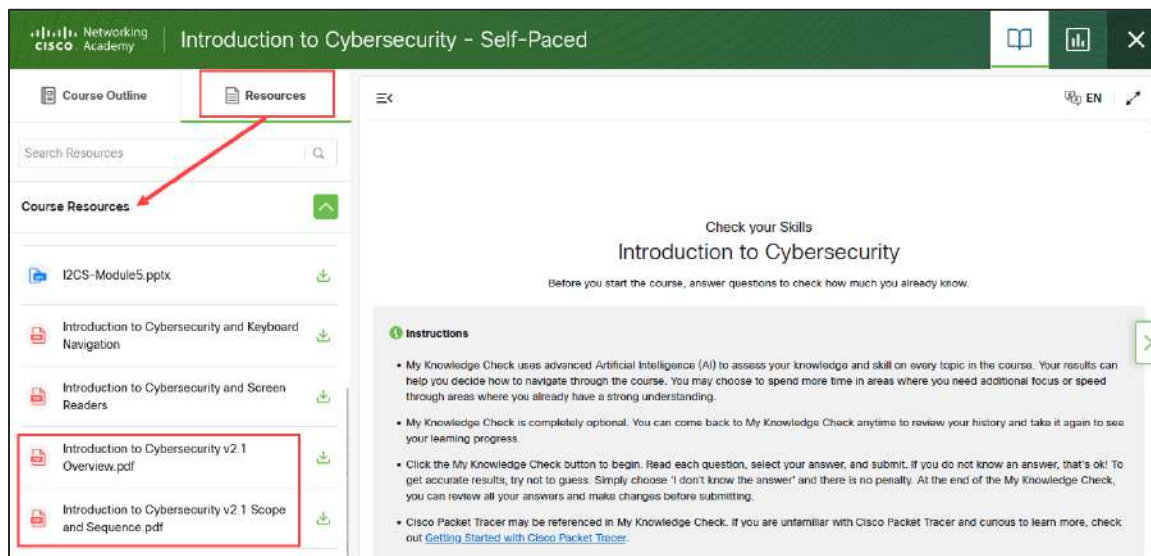 Networking
CISCO Academy
Introduction to Cybersecurity - Self-Paced
Course Outline
Resources
EN
Search Resources
Course Resources
I2CS-Module5.pptx
Introduction to Cybersecurity and Keyboard
Navigation
Introduction to Cybersecurity and Screen
Readers
Introduction to Cybersecurity v2.1
Overview.pdf
Introduction to Cybersecurity v2.1 Scope
and Sequence.pdf
Check your Skills
Introduction to Cybersecurity
Before you start the course, answer questions to check how much you already know.
Instructions
• My Knowledge Check uses advanced Artificial Intelligence (AI) to assess your knowledge and skill on every topic in the course. Your results can
help you decide how to navigate through the course. You may choose to spend more time in areas where you need additional focus or speed
through areas where you already have a strong understanding.
• My Knowledge Check is completely optional. You can come back to My Knowledge Check anytime to review your history and take it again to see
your learning progress.
• Click the My Knowledge Check button to begin. Read each question, select your answer, and submit. If you do not know an answer, that's ok! To
get accurate results, try not to guess. Simply choose 'I don't know the answer' and there is no penalty. At the end of the My Knowledge Check,
you can review all your answers and make changes before submitting.
• Cisco Packet Tracer may be referenced in My Knowledge Check. If you are unfamiliar with Cisco Packet Tracer and curious to learn more, check
out Getting Started with Cisco Packet Tracer.